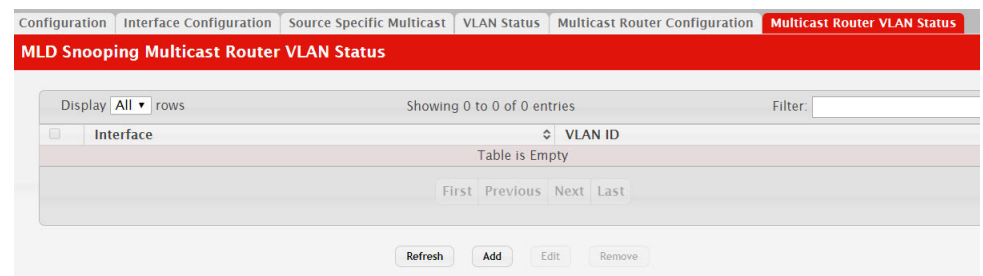 Configuration Interface Configuration Source Specific Multicast VLAN Status Multicast Router Configuration Multicast Router VLAN Status
MLD Snooping Multicast Router VLAN Status
Display All rows Showing 0 to 0 of 0 entries Filter:
Interface VLAN ID
Table is Empty
First Previous Next Last
Refresh Add Edit Remove